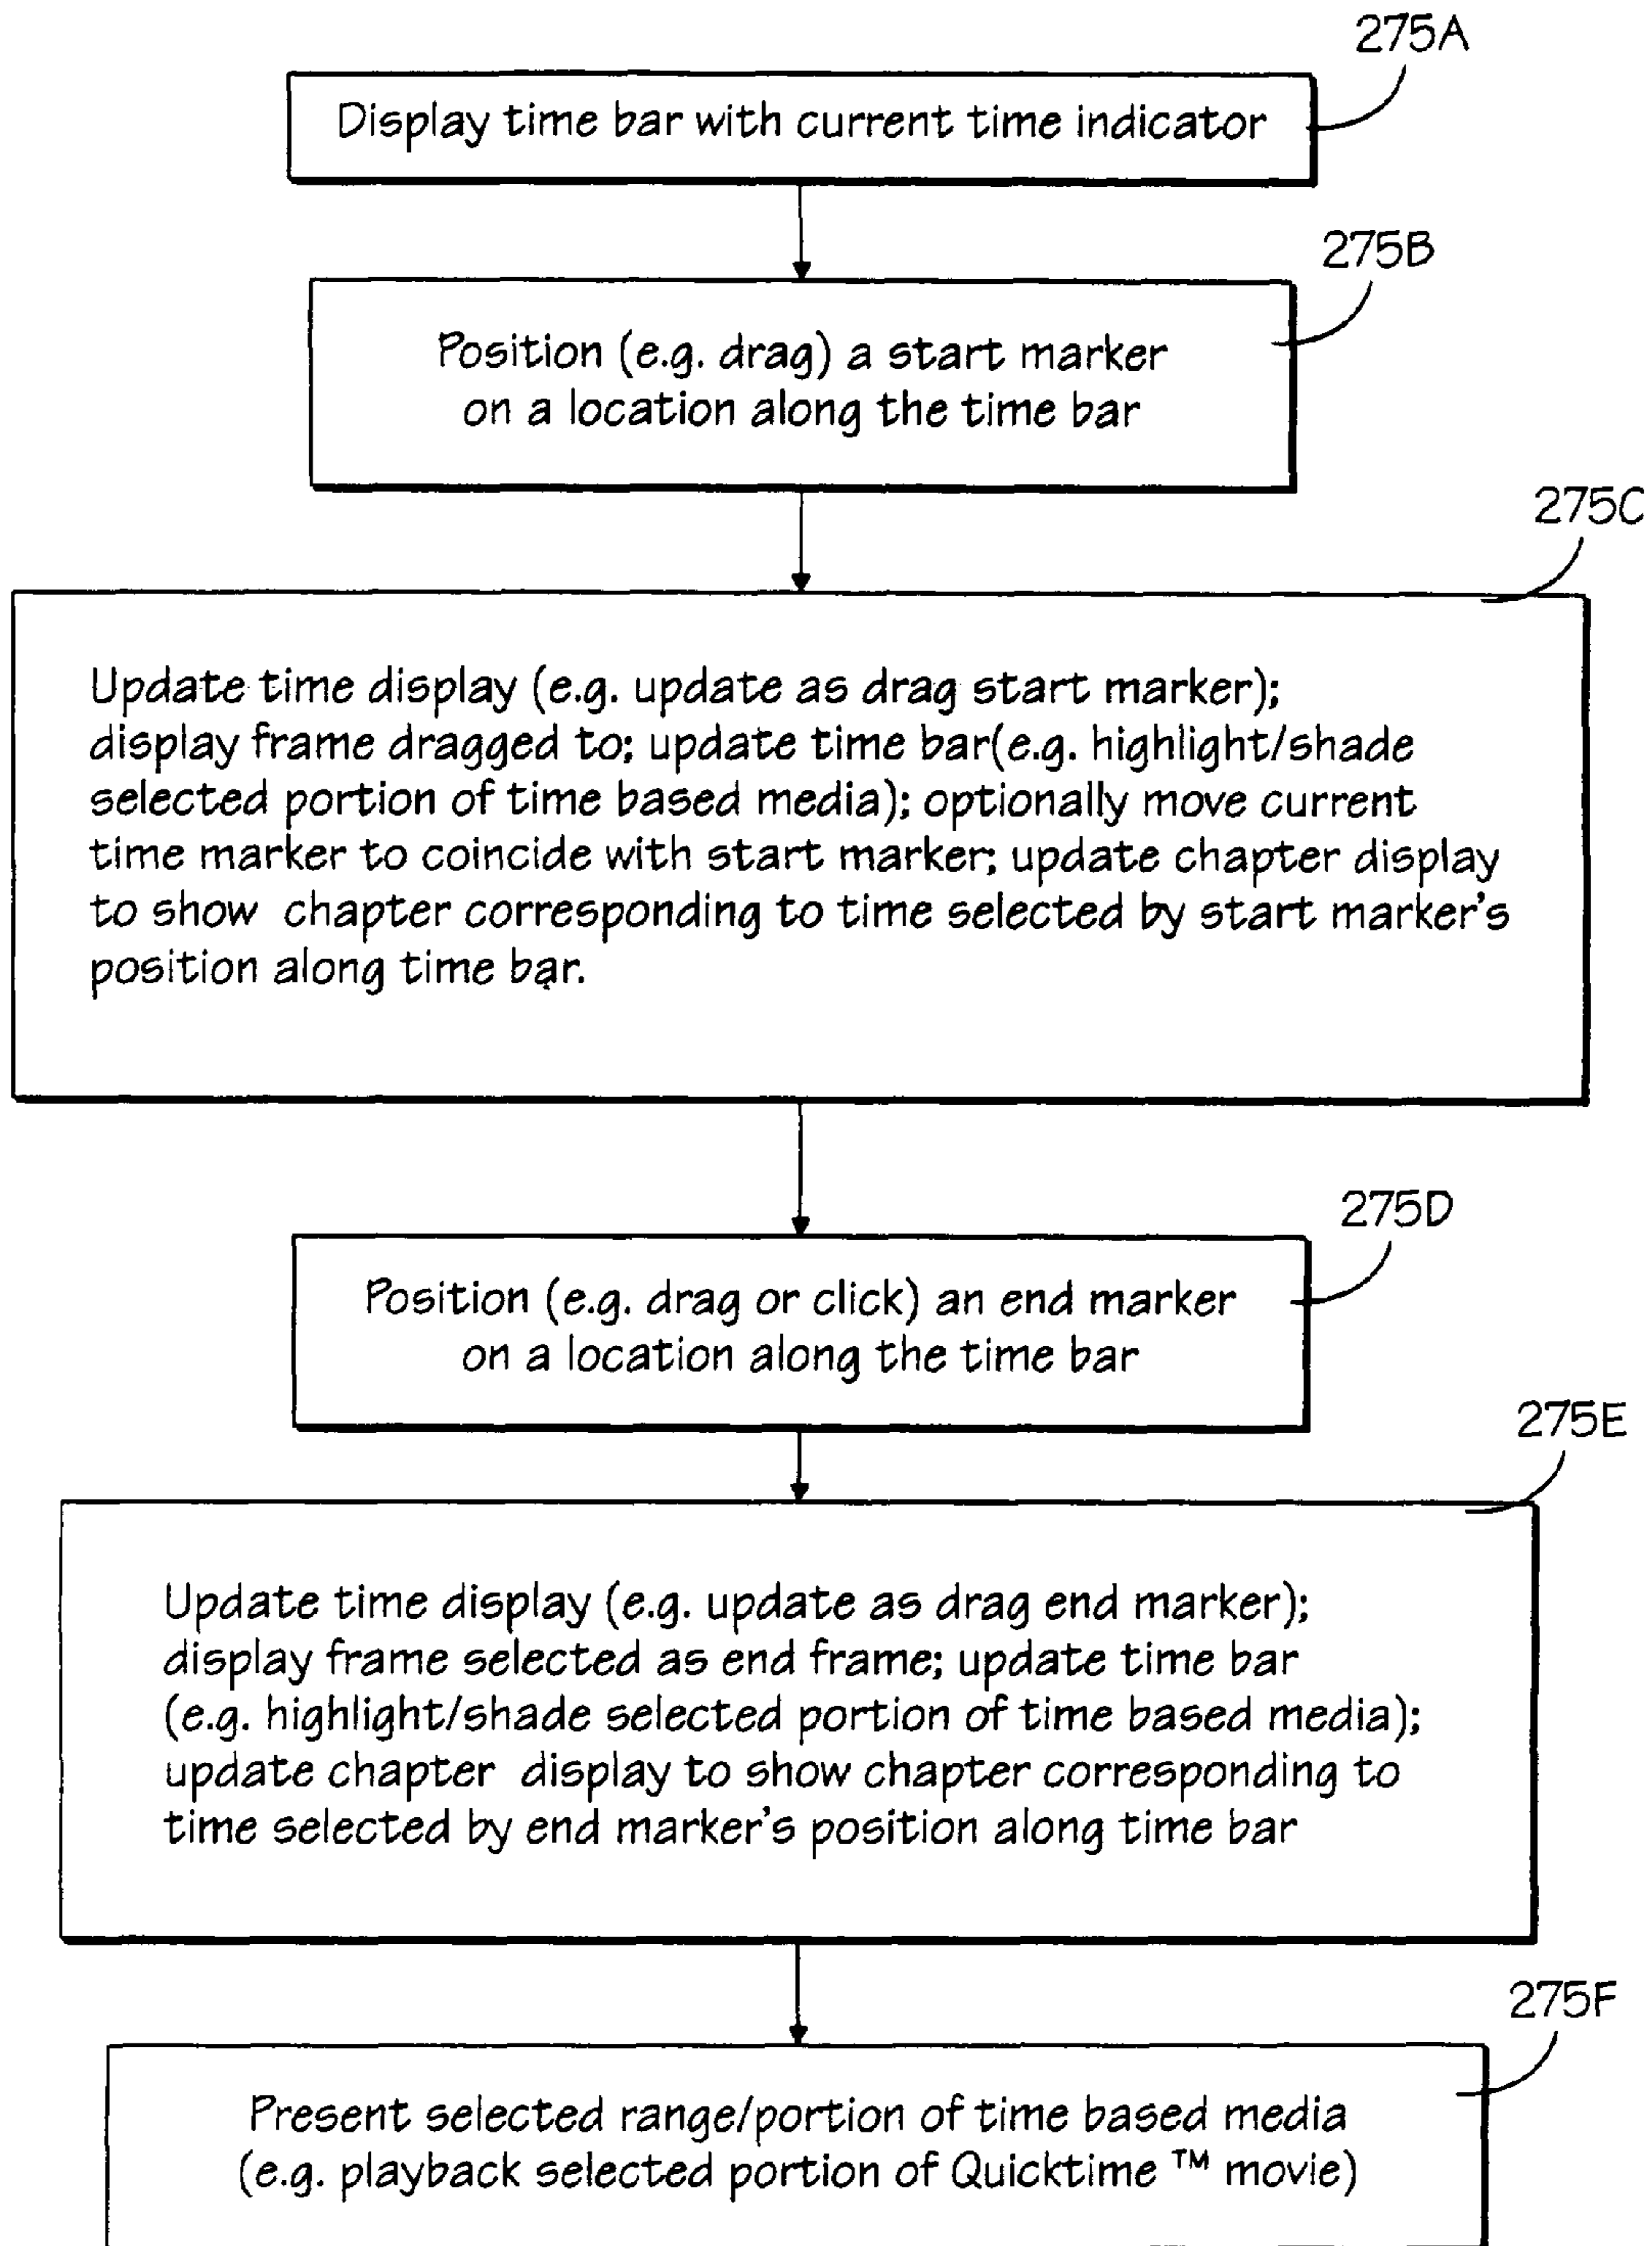 275A
Display time bar with current time indicator
275B
Position (e.g. drag) a start marker
on a location along the time bar
275C
Update time display (e.g. update as drag start marker);
display frame dragged to; update time bar(e.g. highlight/shade
selected portion of time based media); optionally move current
time marker to coincide with start marker; update chapter display
to show chapter corresponding to time selected by start marker's
position along time bar.
275D
Position (e.g. drag or click) an end marker
on a location along the time bar
275E
Update time display (e.g. update as drag end marker);
display frame selected as end frame; update time bar
(e.g. highlight/shade selected portion of time based media);
update chapter display to show chapter corresponding to
time selected by end marker's position along time bar
275F
Present selected range/portion of time based media
(e.g. playback selected portion of Quicktime ™ movie)